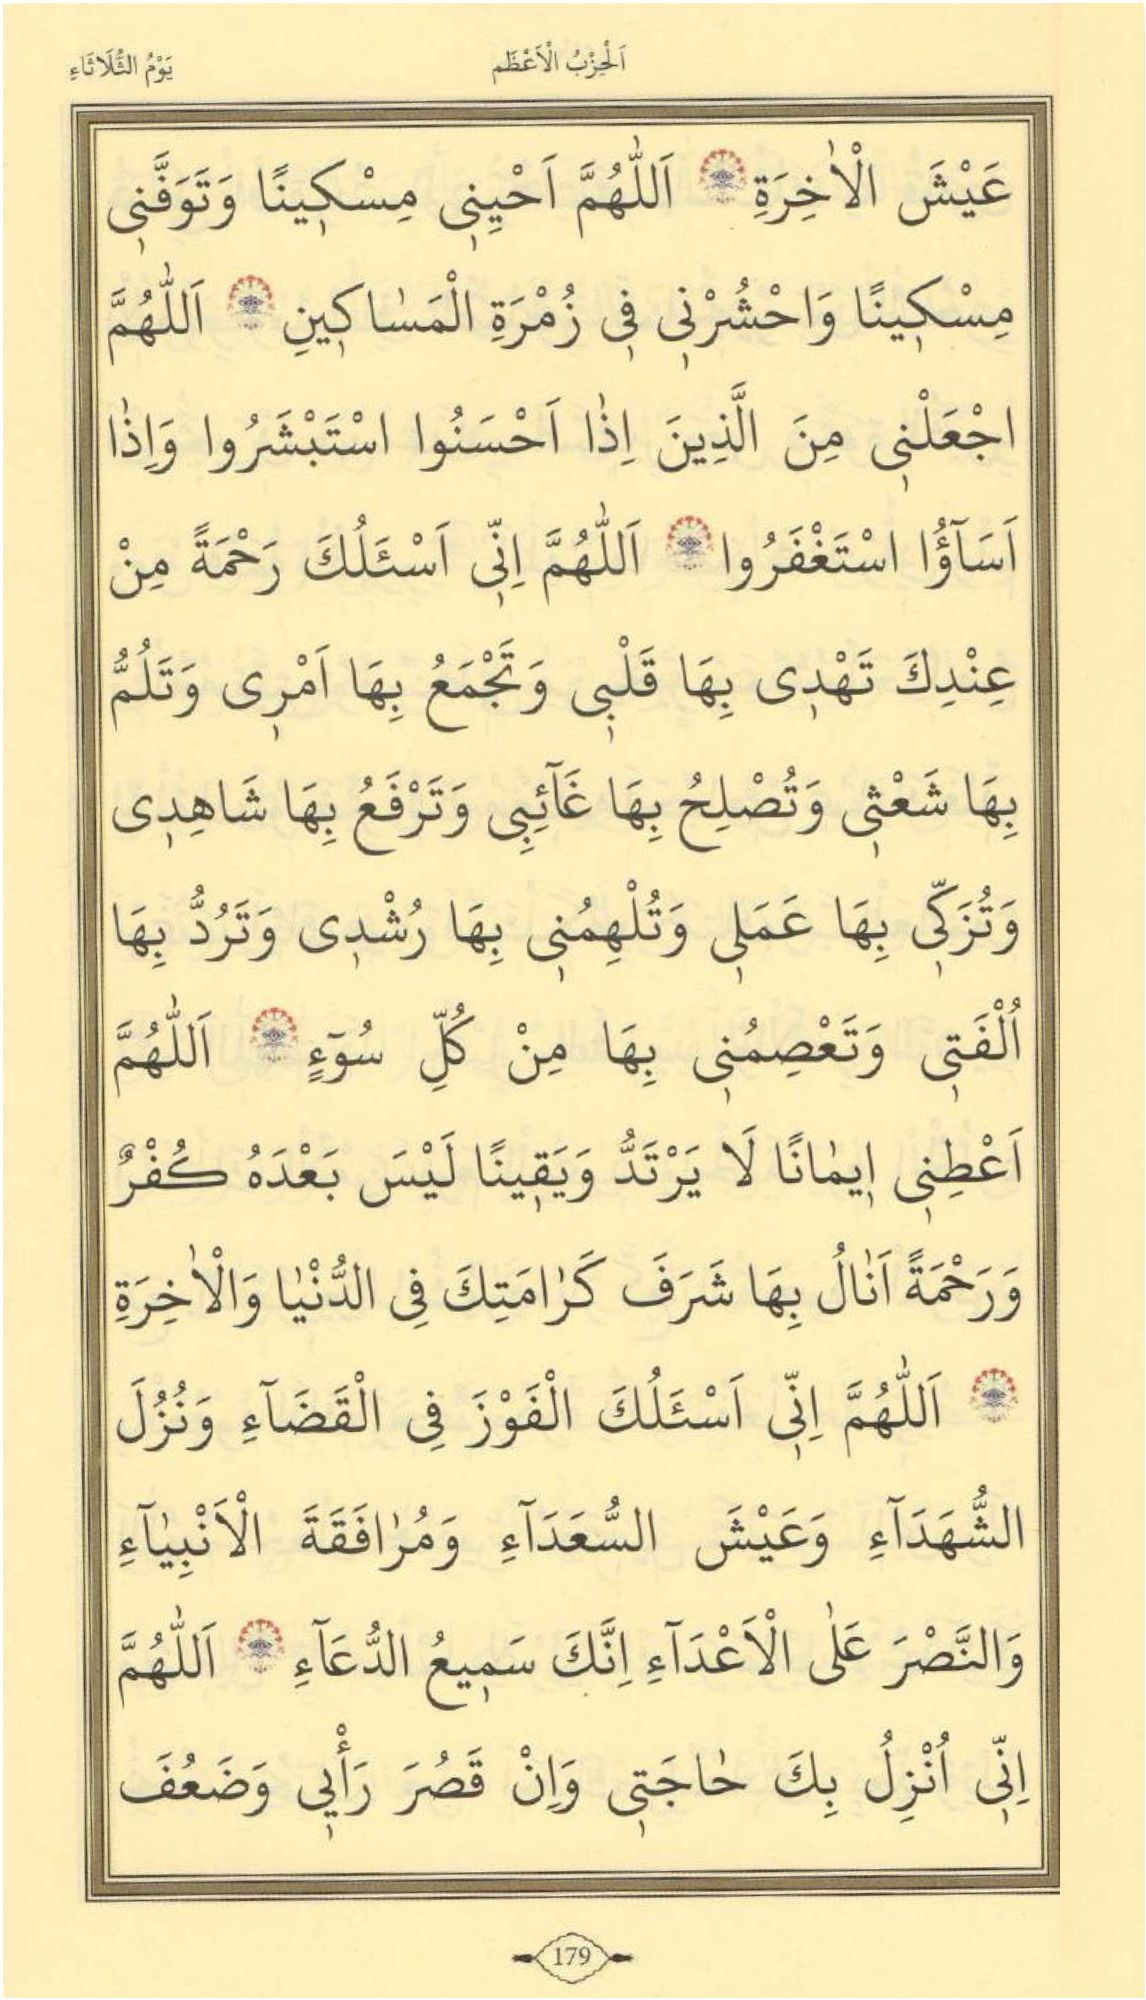 اَلْحِزْبُ الْاَعْظَم
يَوْمُ الثُّلَاثَاءِ
عَيْشَ الْاٰخِرَةِ اَللّٰهُمَّ اَحْيِنٖى مِسْكٖينًا وَتَوَفَّنٖى
مِسْكٖينًا وَاحْشُرْنٖى فٖى زُمْرَةِ الْمَسٰاكٖينِ اَللّٰهُمَّ
اجْعَلْنٖى مِنَ الَّذٖينَ اِذٰا اَحْسَنُوا اسْتَبْشَرُوا وَاِذٰا
اَسَآؤُا اسْتَغْفَرُوا اَللّٰهُمَّ اِنّٖى اَسْئَلُكَ رَحْمَةً مِنْ
عِنْدِكَ تَهْدٖى بِهَا قَلْبٖى وَتَجْمَعُ بِهَا اَمْرٖى وَتَلُمُّ
بِهَا شَعْثٖى وَتُصْلِحُ بِهَا غَآئِبٖى وَتَرْفَعُ بِهَا شَاهِدٖى
وَتُزَكّٖى بِهَا عَمَلٖى وَتُلْهِمُنٖى بِهَا رُشْدٖى وَتَرُدُّ بِهَا
اُلْفَتٖى وَتَعْصِمُنٖى بِهَا مِنْ كُلِّ سُوٓءٍ اَللّٰهُمَّ
اَعْطِنٖى اٖيمٰانًا لَا يَرْتَدُّ وَيَقٖينًا لَيْسَ بَعْدَهُ كُفْرٌ
وَرَحْمَةً اَنٰالُ بِهَا شَرَفَ كَرٰامَتِكَ فِى الدُّنْيٰا وَالْاٰخِرَةِ
اَللّٰهُمَّ اِنّٖى اَسْئَلُكَ الْفَوْزَ فِى الْقَضَآءِ وَنُزُلَ
الشُّهَدَآءِ وَعَيْشَ السُّعَدَآءِ وَمُرٰافَقَةَ الْاَنْبِيٰآءِ
وَالنَّصْرَ عَلٰى الْاَعْدَآءِ اِنَّكَ سَمٖيعُ الدُّعَآءِ اَللّٰهُمَّ
اِنّٖى اُنْزِلُ بِكَ حٰاجَتٖى وَاِنْ قَصُرَ رَأْيٖ وَضَعُفَ
179